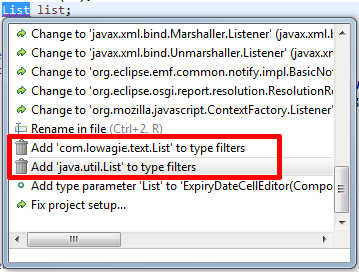 List list;
Change to 'javax.xml.bind.Marshaller.Listener' (javax.xm
Change to 'javax.xml.bind.Unmarshaller.Listener' (javax.
Change to 'org.eclipse.emf.common.notify.impl.BasicNo
Change to 'org.eclipse.osgi.report.resolution.Resolution
Change to 'org.mozilla.javascript.ContextFactory.Listener'
Rename in file (Ctrl+2, R)
Add 'com.lowagie.text.List' to type filters
Add 'java.util.List' to type filters
Add type parameter 'List' to 'ExpiryDateCellEditor(Compo
Fix project setup...